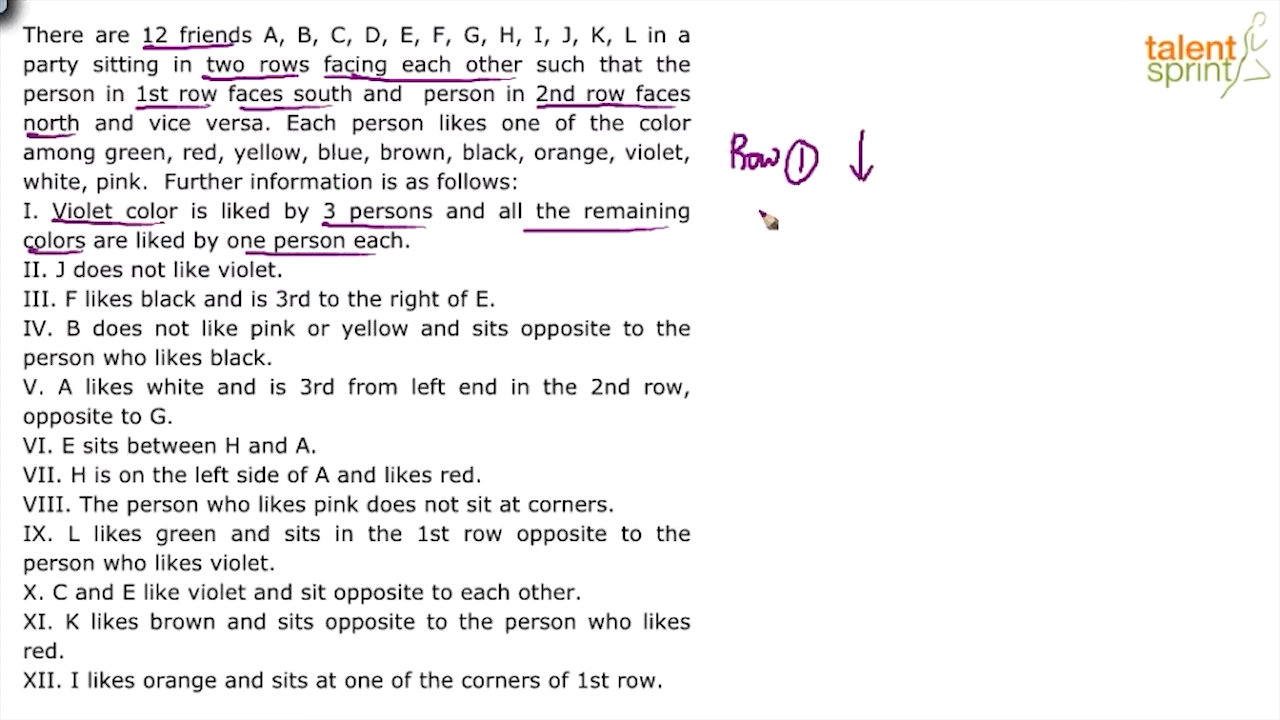 There are 12 friends A, B, C, D, E, F, G, H, I, J, K, L in a
party sitting in two rows facing each other such that the
person in 1st row faces south and person in 2nd row faces
north and vice versa. Each person likes one of the color
among green, red, yellow, blue, brown, black, orange, violet,
white, pink. Further information is as follows:
I. Violet color is liked by 3 persons and all the remaining
colors are liked by one person each.
II. J does not like violet.
III. F likes black and is 3rd to the right of E.
IV. B does not like pink or yellow and sits opposite to the
person who likes black.
V. A likes white and is 3rd from left end in the 2nd row,
opposite to G.
VI. E sits between H and A.
VII. H is on the left side of A and likes red.
VIII. The person who likes pink does not sit at corners.
IX. L likes green and sits in the 1st row opposite to the
person who likes violet.
X. C and E like violet and sit opposite to each other.
XI. K likes brown and sits opposite to the person who likes
red.
XII. I likes orange and sits at one of the corners of 1st row.
talent
sprint
Row 1 ↓